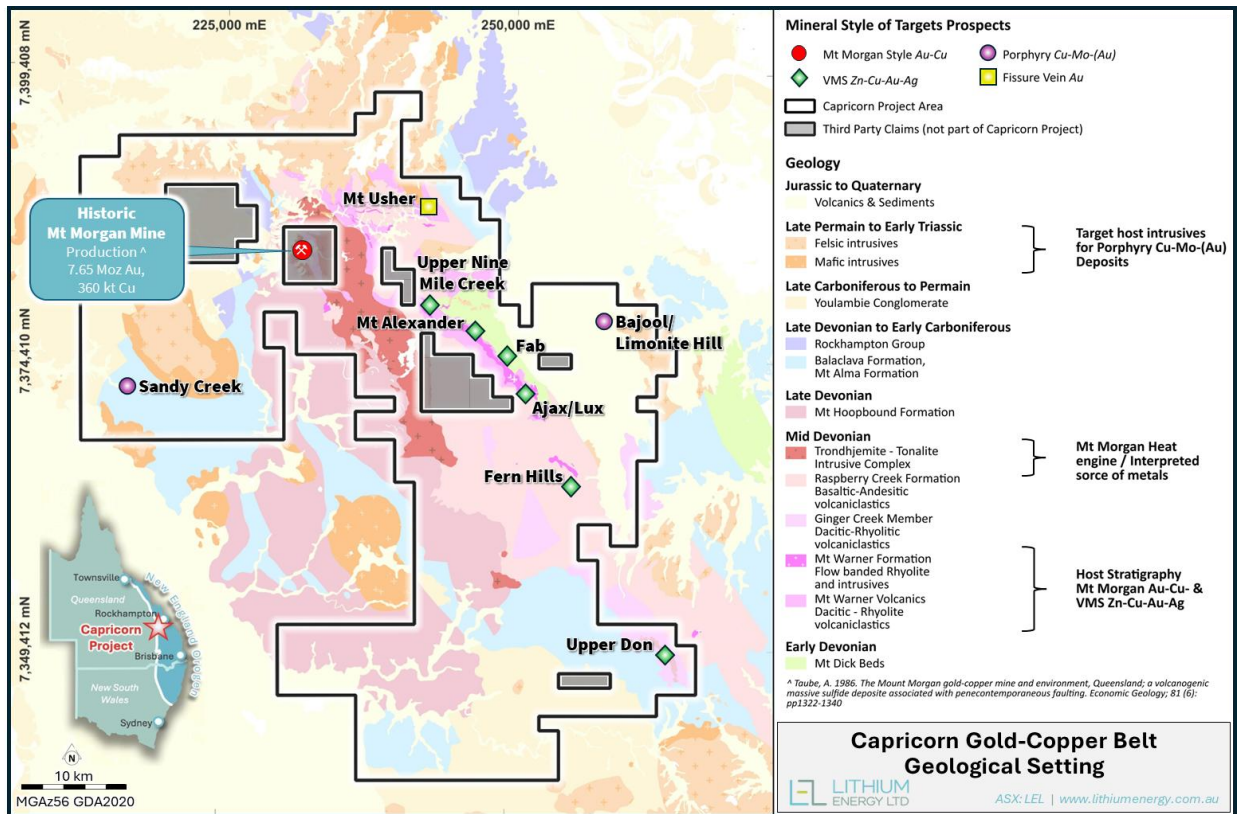 225,000 mE
250,000 mE
7,399,408 mN
7,374,410 mN
7,349,412 mN
Historic
Mt Morgan Mine
Production ^
7.65 Moz Au,
360 kt Cu
Mt Usher
Upper Nine
Mile Creek
Mt Alexander
Fab
Bajool/
Limonite Hill
Ajax/Lux
Sandy Creek
Fern Hills
Upper Don
Townsville
Queensland
Rockhampton
Capricorn
Project
Brisbane
New South
Wales
Sydney
New England Orogen
N
10 km
MGAz56 GDA2020
Mineral Style of Targets Prospects
Mt Morgan Style Au-Cu
Porphyry Cu-Mo-(Au)
VMS Zn-Cu-Au-Ag
Fissure Vein Au
Capricorn Project Area
Third Party Claims (not part of Capricorn Project)
Geology
Jurassic to Quaternary
Volcanics & Sediments
Late Permain to Early Triassic
Felsic intrusives
Mafic intrusives
Target host intrusives
for Porphyry Cu-Mo-(Au)
Deposits
Late Carboniferous to Permain
Youlambie Conglomerate
Late Devonian to Early Carboniferous
Rockhampton Group
Balaclava Formation,
Mt Alma Formation
Late Devonian
Mt Hoopbound Formation
Mid Devonian
Trondhjemite - Tonalite
Intrusive Complex
Raspberry Creek Formation
Basaltic-Andesitic
volcaniclastics
Ginger Creek Member
Dacitic-Rhyolitic
volcaniclastics
Mt Warner Formation
Flow banded Rhyolite
and intrusives
Mt Warner Volcanics
Dacitic - Rhyolite
volcaniclastics
Mt Morgan Heat
engine / Interpreted
sorce of metals
Host Stratigraphy
Mt Morgan Au-Cu- &
VMS Zn-Cu-Au-Ag
Early Devonian
Mt Dick Beds
^ Taube, A. 1986. The Mount Morgan gold-copper mine and environment, Queensland; a volcanogenic
massive sulfide deposit associated with penecontemporaneous faulting. Economic Geology; 81 (6):
pp1322-1340
Capricorn Gold-Copper Belt
Geological Setting
LITHIUM
ENERGY LTD
ASX: LEL | www.lithiumenergy.com.au